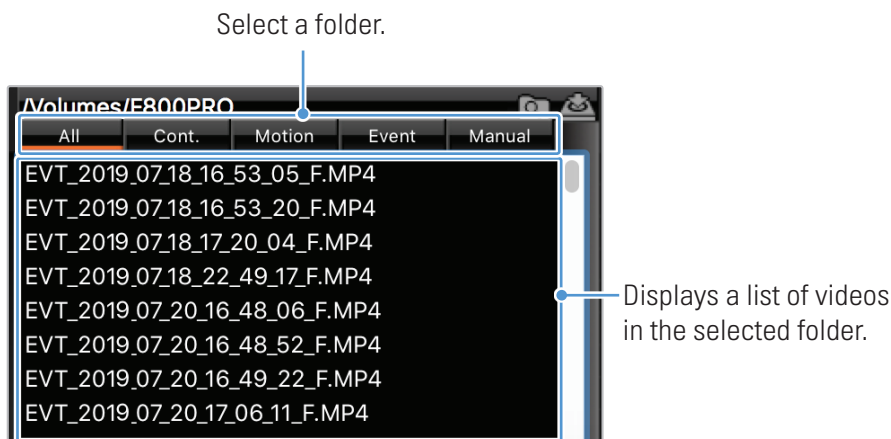 Select a folder.
/Volumes/F800PRO
All Cont. Motion Event Manual
EVT_2019_07_18_16_53_05_F.MP4
EVT_2019_07_18_16_53_20_F.MP4
EVT_2019_07_18_17_20_04_F.MP4
EVT_2019_07_18_22_49_17_F.MP4
EVT_2019_07_20_16_48_06_F.MP4
EVT_2019_07_20_16_48_52_F.MP4
EVT_2019_07_20_16_49_22_F.MP4
EVT_2019_07_20_17_06_11_F.MP4
Displays a list of videos
in the selected folder.